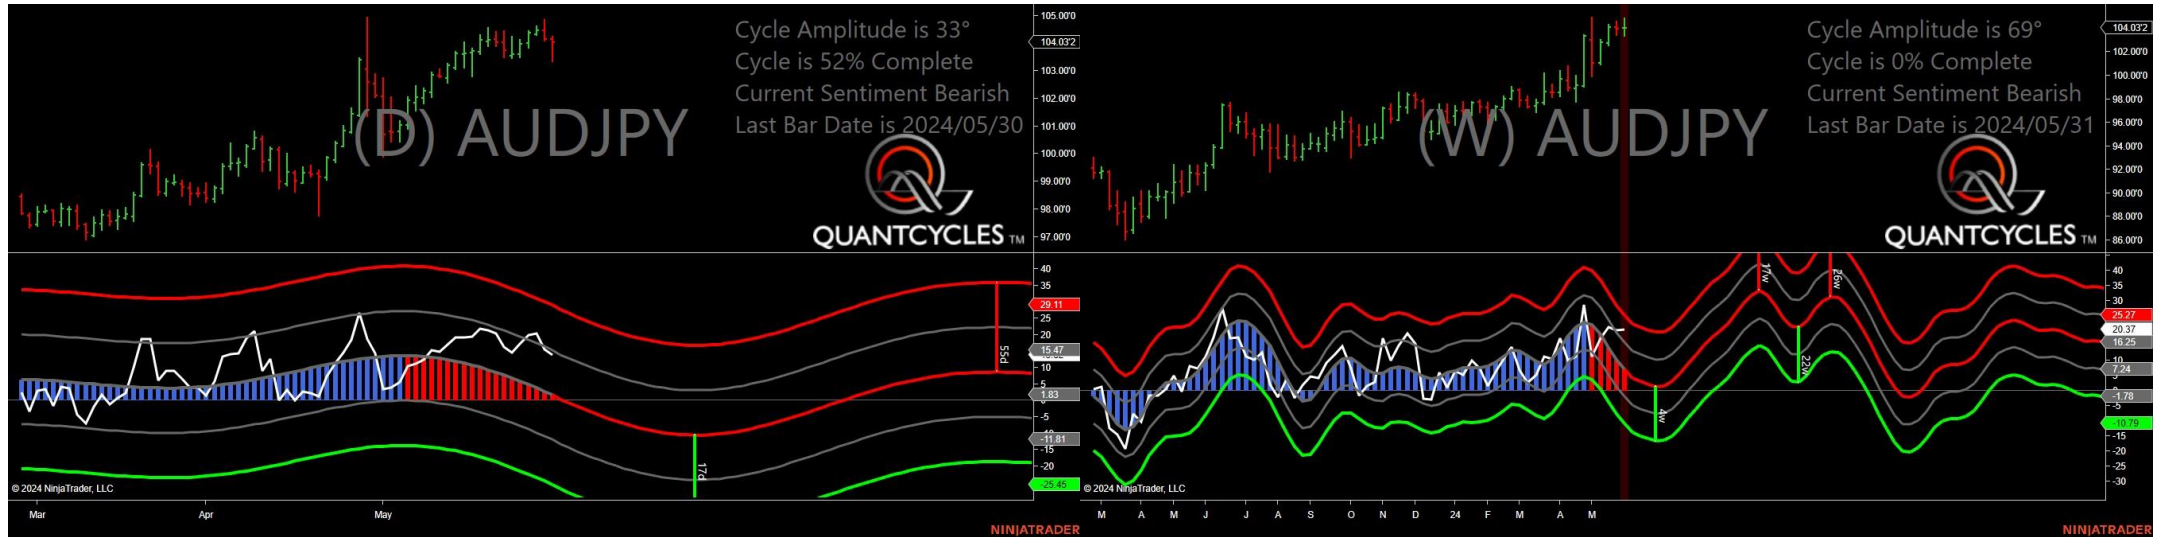 Cycle Amplitude is 33°
Cycle is 52% Complete
Current Sentiment Bearish
Last Bar Date is 2024/05/30
(D) AUDJPY
QUANTCYCLES TM
105.00'0
104.03'2
103.00'0
102.00'0
101.00'0
100.00'0
99.00'0
98.00'0
97.00'0
40
35
29.11
25
20
15.47
10
5
1.83
-5
-11.81
-15
-20
-25.45
55d
17d
© 2024 NinjaTrader, LLC
Mar Apr May
NINJATRADER
Cycle Amplitude is 69°
Cycle is 0% Complete
Current Sentiment Bearish
Last Bar Date is 2024/05/31
(W) AUDJPY
QUANTCYCLES TM
104.03'2
102.00'0
100.00'0
98.00'0
96.00'0
94.00'0
92.00'0
90.00'0
88.00'0
86.00'0
17w
26w
22w
4w
40
35
30
25.27
20.37
16.25
10
7.24
-1.78
-5
-10.79
-15
-20
-25
-30
© 2024 NinjaTrader, LLC
M A M J J A S O N D 24 F M A M
NINJATRADER